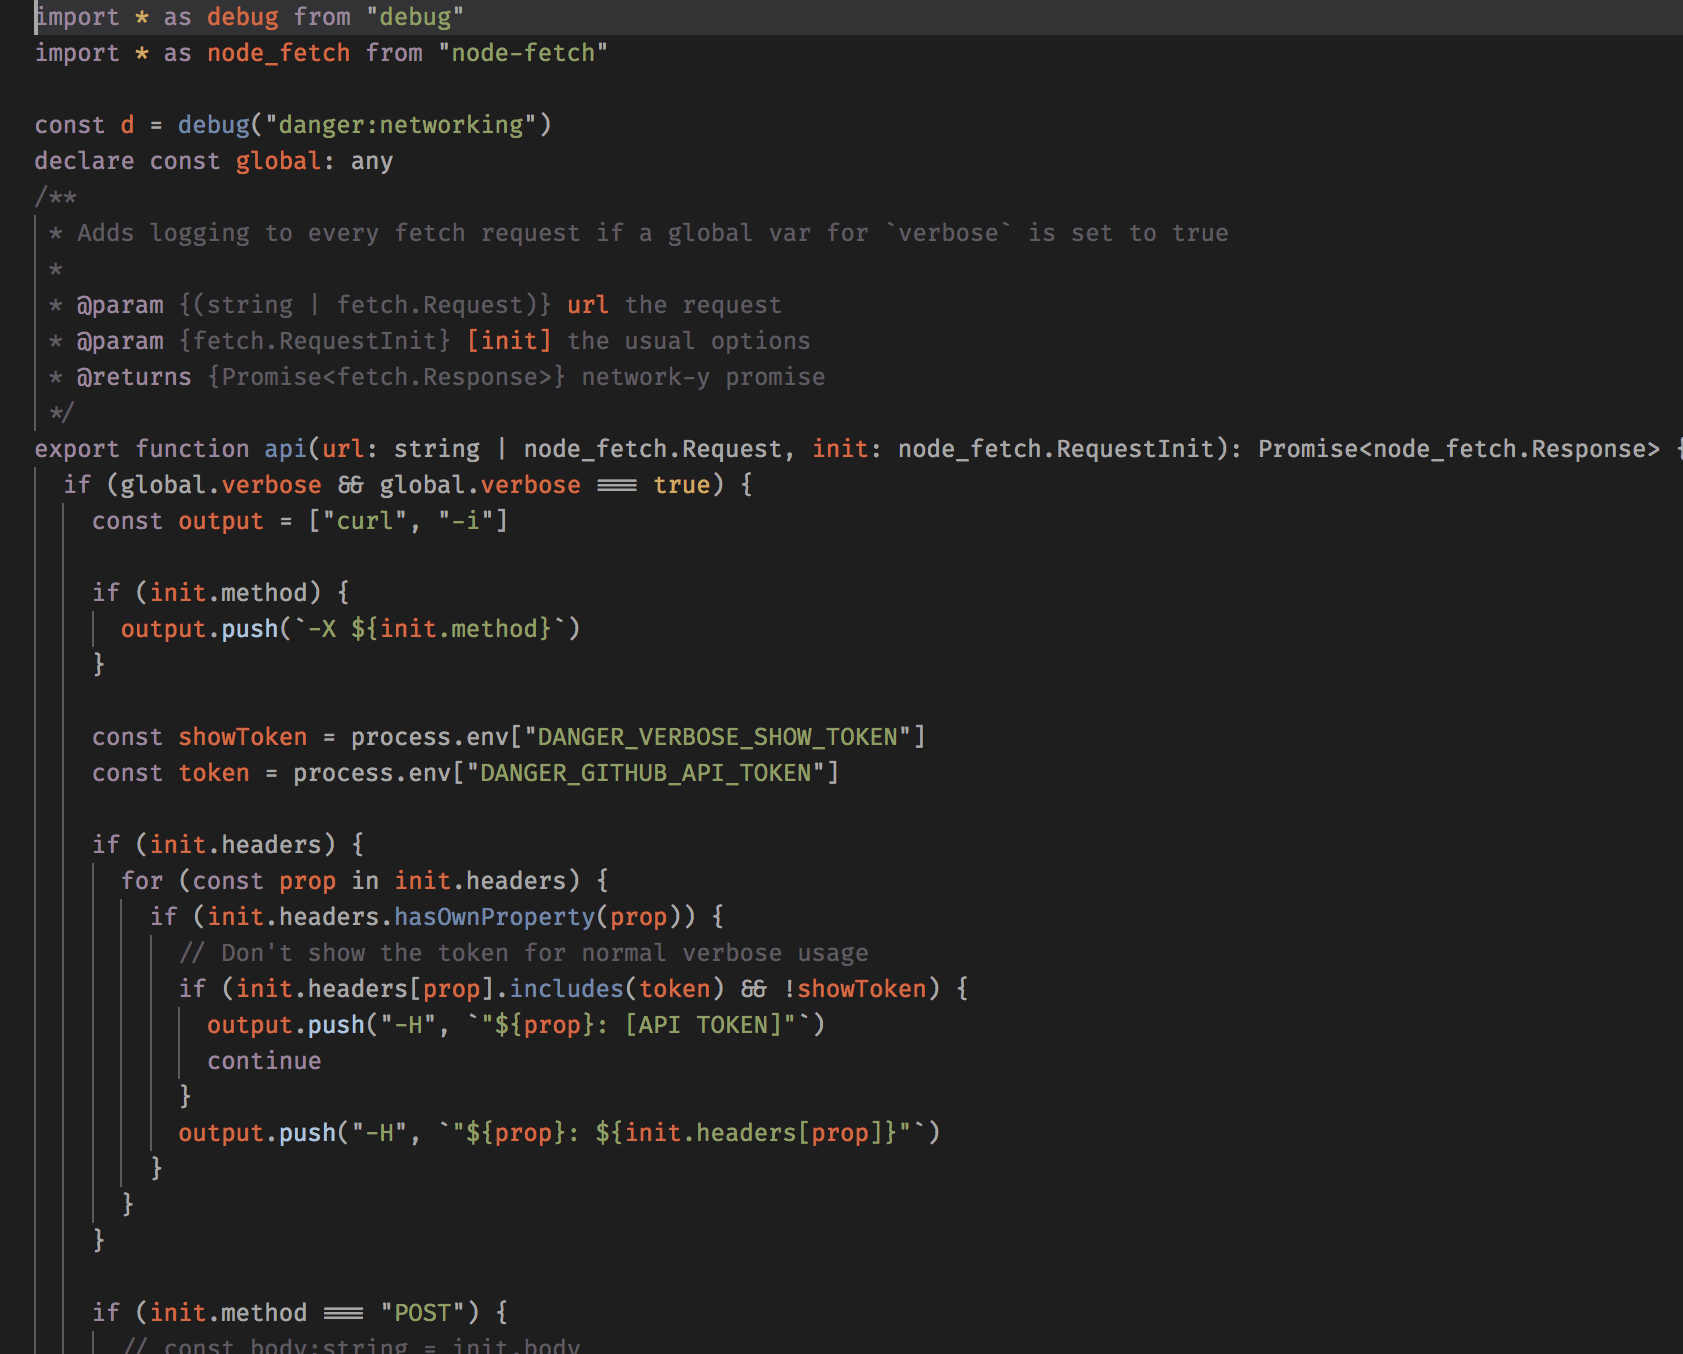 import * as debug from "debug"
import * as node_fetch from "node-fetch"

const d = debug("danger:networking")
declare const global: any
/**
 * Adds logging to every fetch request if a global var for `verbose` is set to true
 *
 * @param {(string | fetch.Request)} url the request
 * @param {fetch.RequestInit} [init] the usual options
 * @returns {Promise<fetch.Response>} network-y promise
 */
export function api(url: string | node_fetch.Request, init: node_fetch.RequestInit): Promise<node_fetch.Response> {
  if (global.verbose && global.verbose === true) {
    const output = ["curl", "-i"]

    if (init.method) {
      output.push(`-X ${init.method}`)
    }

    const showToken = process.env["DANGER_VERBOSE_SHOW_TOKEN"]
    const token = process.env["DANGER_GITHUB_API_TOKEN"]

    if (init.headers) {
      for (const prop in init.headers) {
        if (init.headers.hasOwnProperty(prop)) {
          // Don't show the token for normal verbose usage
          if (init.headers[prop].includes(token) && !showToken) {
            output.push("-H", `"${prop}: [API TOKEN]"`)
            continue
          }
          output.push("-H", `"${prop}: ${init.headers[prop]}"`)
        }
      }
    }

    if (init.method === "POST") {
      // const body:string = init.body